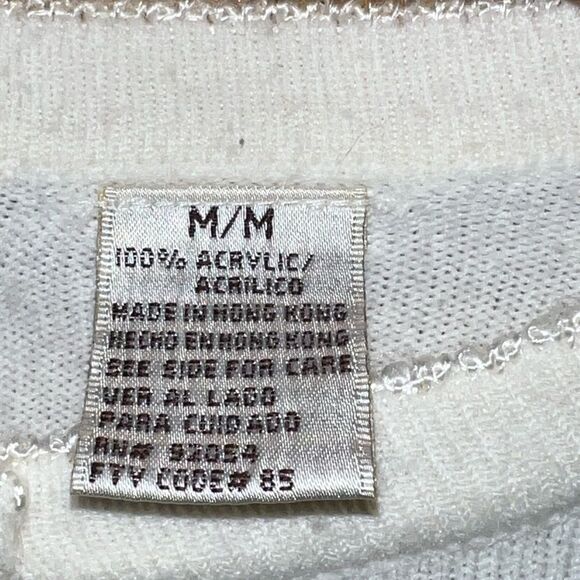 M/M
100% ACRYLIC/
ACRILICO
MADE IN HONG KONG
HECHO EN HONG KONG
SEE SIDE FOR CARE
VER AL LADO
PARA CUIDADO
RN# 52054
FTY CODE# 85